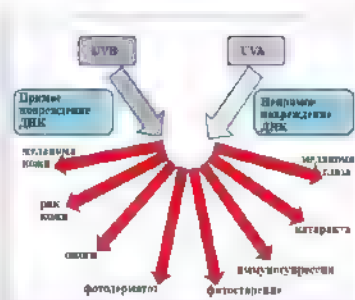 UVB
UVA
Прямое
повреждение
ДНК
Непрямое
повреждение
ДНК
меланома
кожи
меланома
глаза
рак
кожи
катаракта
ожоги
иммуносупрессия
фотодерматоз
фотостарение